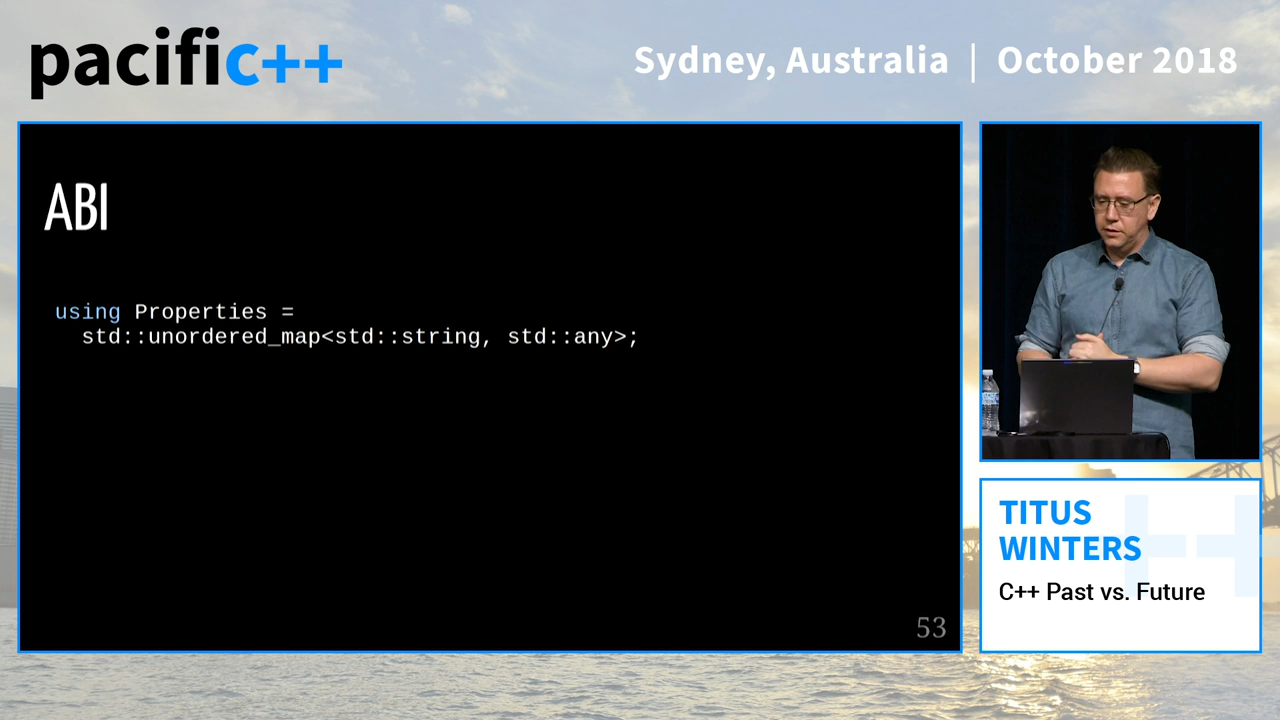 pacific++
Sydney, Australia | October 2018
ABI
using Properties =
  std::unordered_map<std::string, std::any>;
53
TITUS
WINTERS
C++ Past vs. Future